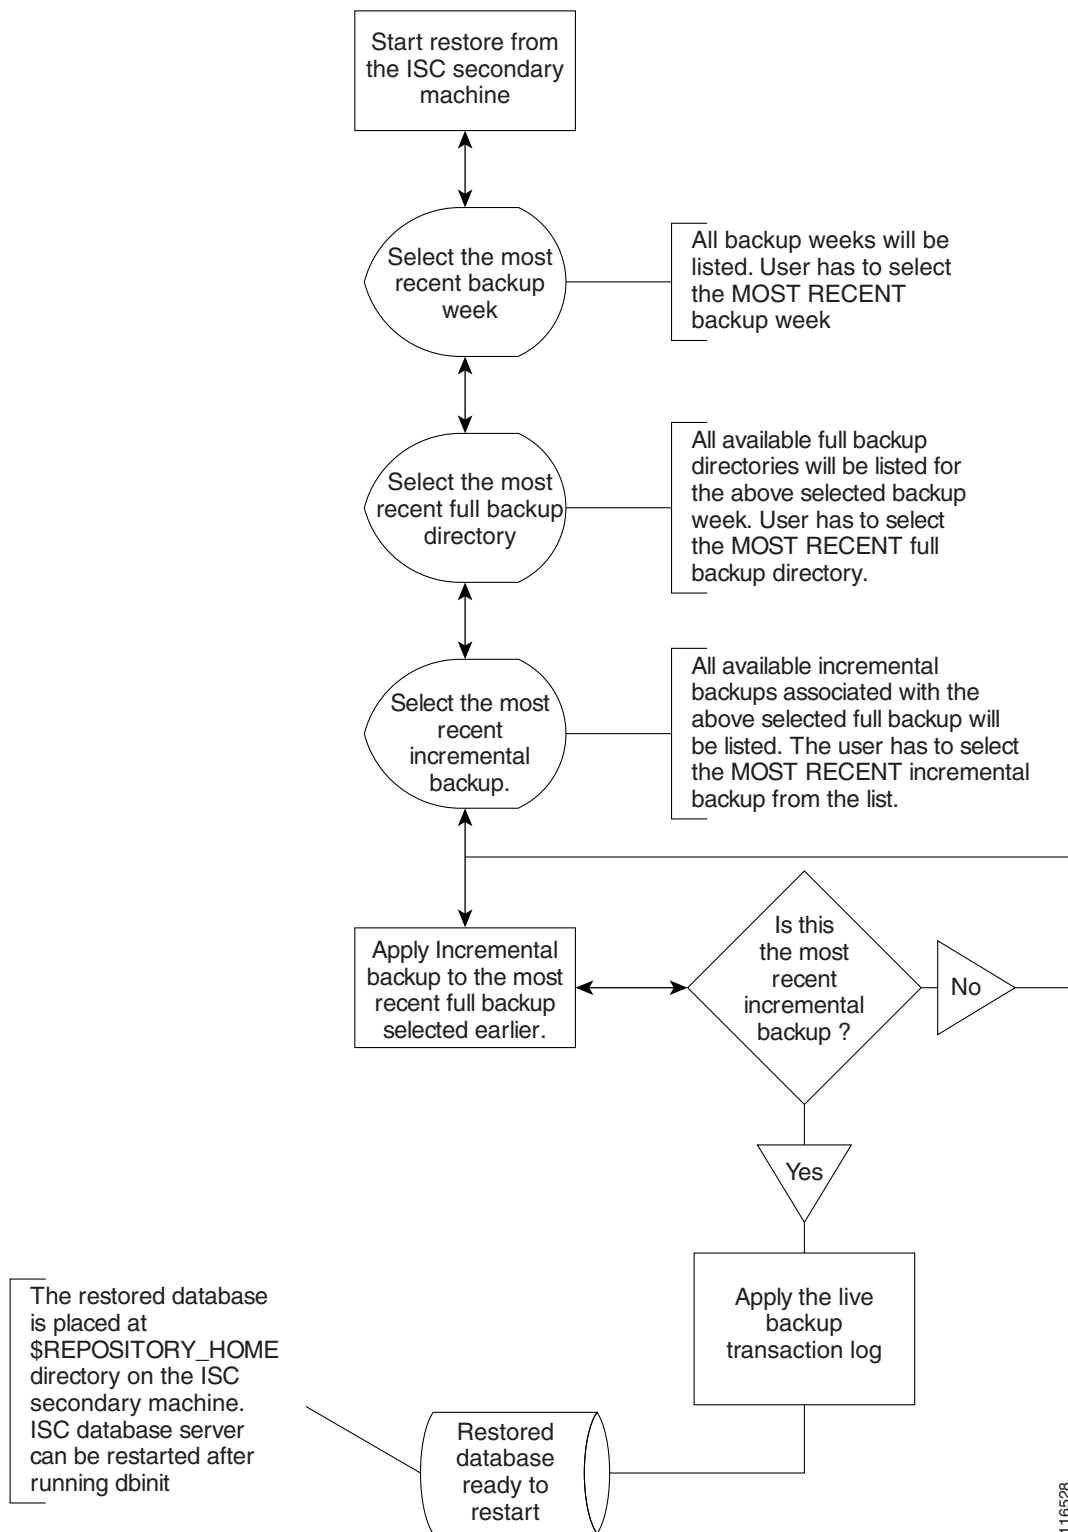 Start restore from
the ISC secondary
machine
Select the most
recent backup
week
All backup weeks will be
listed. User has to select
the MOST RECENT
backup week
Select the most
recent full backup
directory
All available full backup
directories will be listed for
the above selected backup
week. User has to select
the MOST RECENT full
backup directory.
Select the most
recent
incremental
backup.
All available incremental
backups associated with the
above selected full backup will
be listed. The user has to select
the MOST RECENT incremental
backup from the list.
Apply Incremental
backup to the most
recent full backup
selected earlier.
Is this
the most
recent
incremental
backup ?
No
Yes
Apply the live
backup
transaction log
The restored database
is placed at
$REPOSITORY_HOME
directory on the ISC
secondary machine.
ISC database server
can be restarted after
running dbinit
Restored
database
ready to
restart
116528